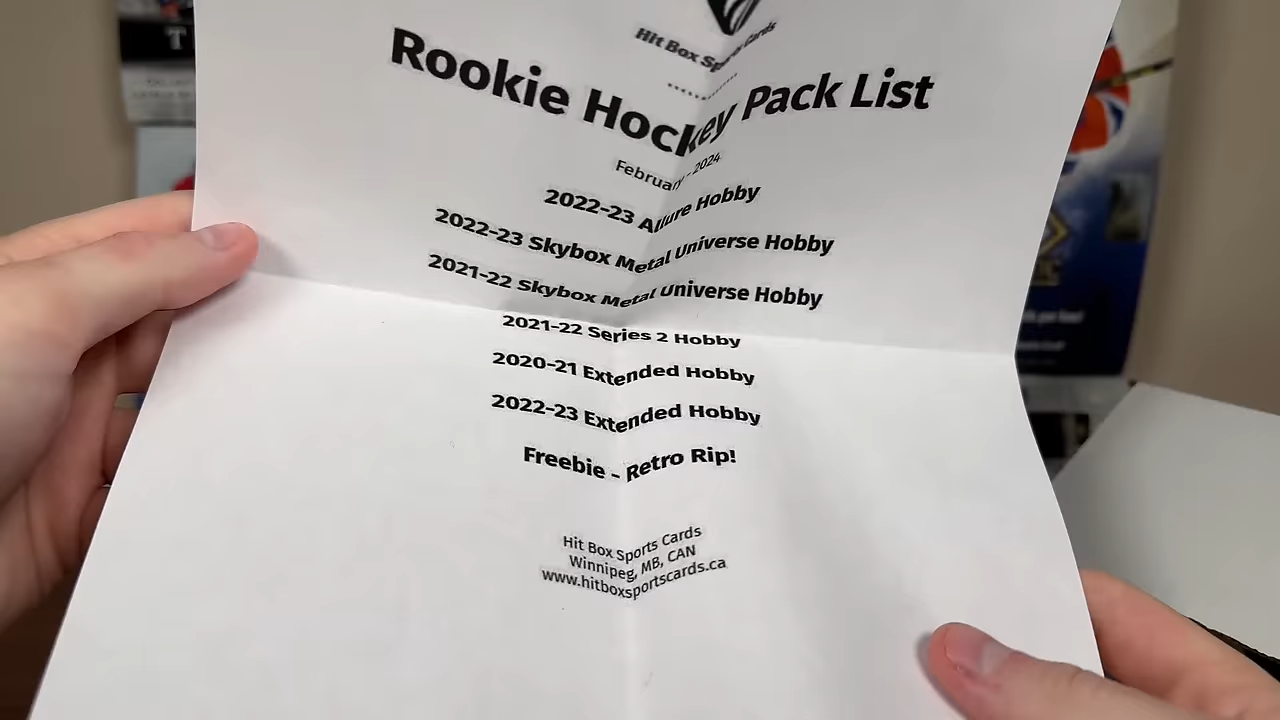 Hit Box Sports Cards
Rookie Hockey Pack List
February - 2024
2022-23 Allure Hobby
2022-23 Skybox Metal Universe Hobby
2021-22 Skybox Metal Universe Hobby
2021-22 Series 2 Hobby
2020-21 Extended Hobby
2022-23 Extended Hobby
Freebie - Retro Rip!
Hit Box Sports Cards
Winnipeg, MB, CAN
www.hitboxsportscards.ca